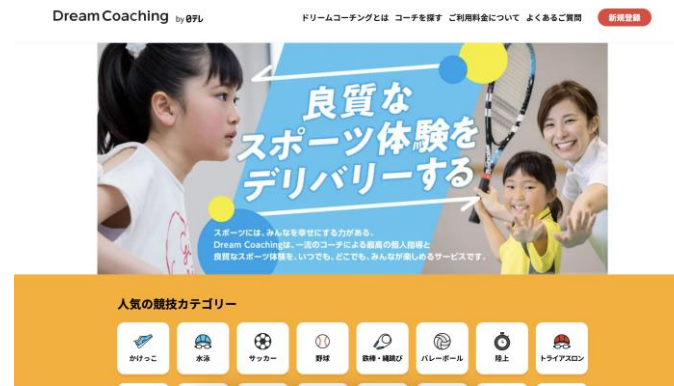 Dream Coaching by 日テレ
ドリームコーチングとは コーチを探す ご利用料金について よくあるご質問 新規登録
良質な
スポーツ体験を
デリバリーする
スポーツには、みんなを幸せにする力がある。
Dream Coachingは、一流のコーチによる最高の個人指導と
良質なスポーツ体験を、いつでも、どこでも、みんなが楽しめるサービスです。
人気の競技カテゴリー
かけっこ 水泳 サッカー 野球 鉄棒・縄跳び バレーボール 陸上 トライアスロン